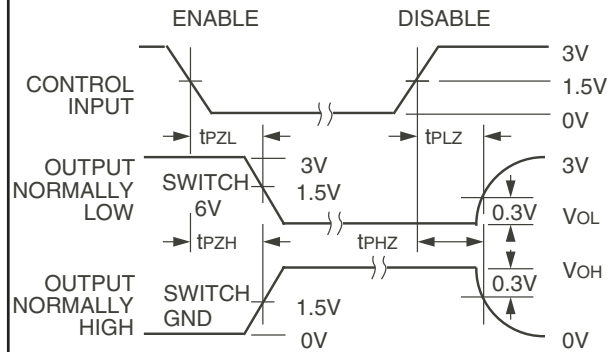 ENABLE DISABLE
3V
CONTROL
INPUT
1.5V
0V
tPZL tPLZ
OUTPUT
NORMALLY
LOW
SWITCH
6V
3V
1.5V
3V
0.3V VOL
tPZH tPHZ
VOH
0.3V
OUTPUT
NORMALLY
HIGH
SWITCH
GND
1.5V
0V
0V